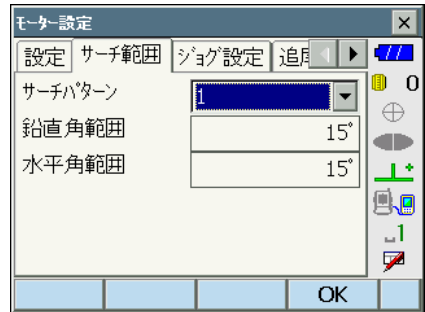 ﾓｰﾀｰ設定
設定 サーチ範囲 ｼﾞｮｸﾞ設定 追尾
サーチﾊﾟﾀｰﾝ 1
鉛直角範囲 15°
水平角範囲 15°
0
1
OK